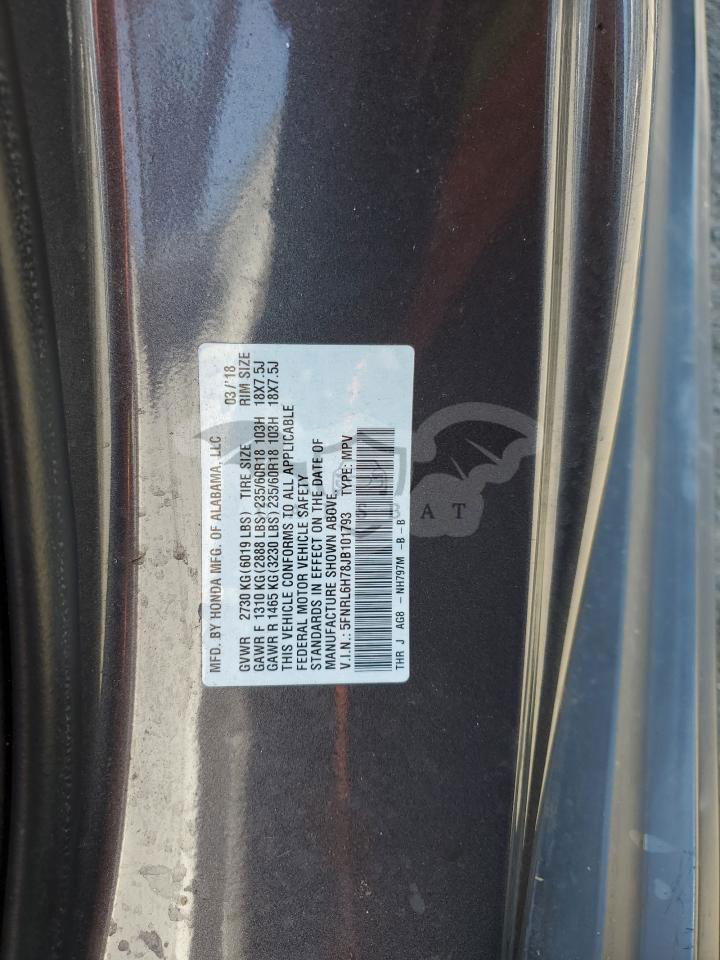 MFD. BY HONDA MFG. OF ALABAMA, LLC 03/'18
GVWR 2730 KG (6019 LBS) TIRE SIZE RIM SIZE
GAWR F 1310 KG (2888 LBS) 235/60R18 103H 18X7.5J
GAWR R 1465 KG (3230 LBS) 235/60R18 103H 18X7.5J
THIS VEHICLE CONFORMS TO ALL APPLICABLE
FEDERAL MOTOR VEHICLE SAFETY
STANDARDS IN EFFECT ON THE DATE OF
MANUFACTURE SHOWN ABOVE.
V.I.N.: 5FNRL6H78JB101793 TYPE: MPV
THR J AG8 - NH797M -B -B